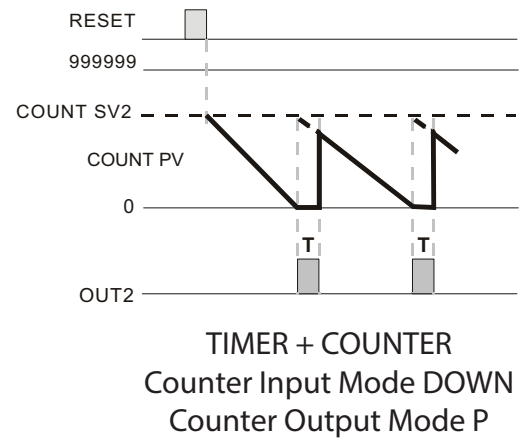 RESET
999999
COUNT SV2
COUNT PV
0
T T
OUT2
TIMER + COUNTER
Counter Input Mode DOWN
Counter Output Mode P